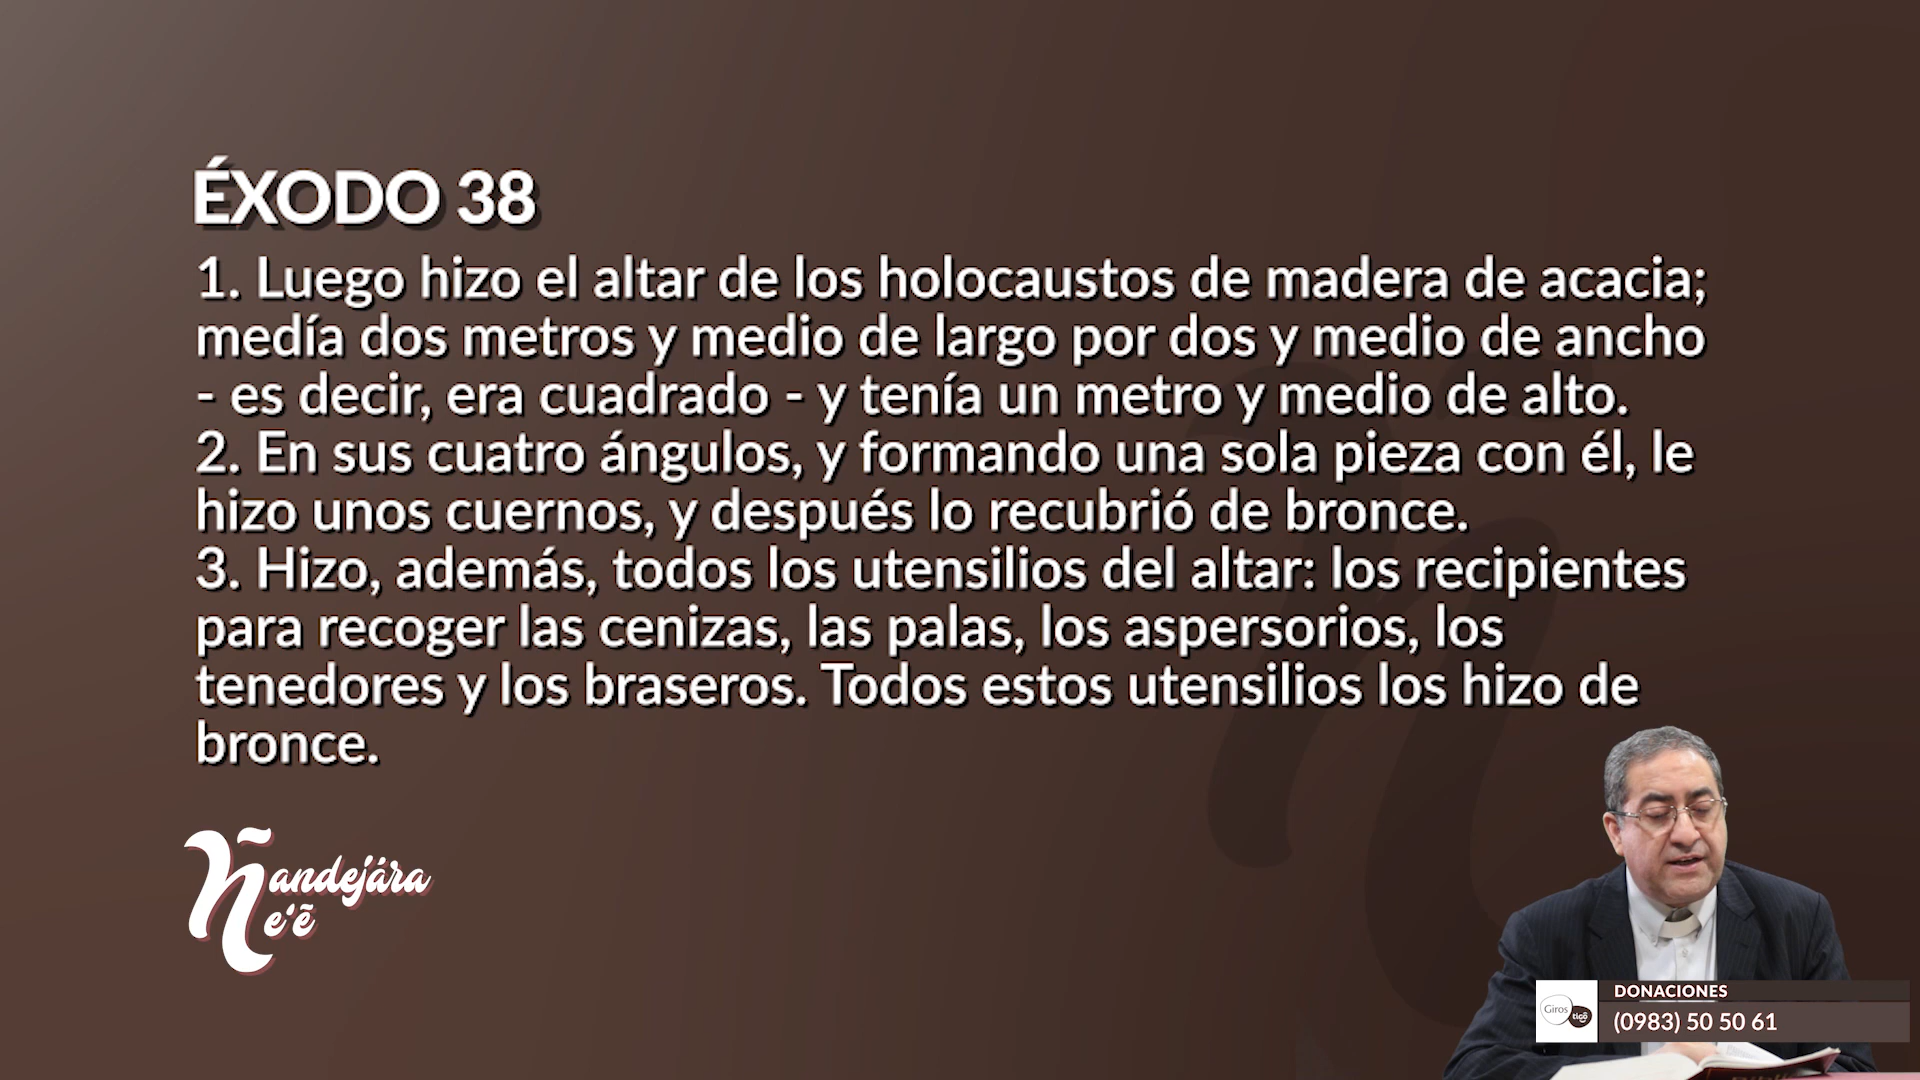 ÉXODO 38
1. Luego hizo el altar de los holocaustos de madera de acacia;
medía dos metros y medio de largo por dos y medio de ancho
- es decir, era cuadrado - y tenía un metro y medio de alto.
2. En sus cuatro ángulos, y formando una sola pieza con él, le
hizo unos cuernos, y después lo recubrió de bronce.
3. Hizo, además, todos los utensilios del altar: los recipientes
para recoger las cenizas, las palas, los aspersorios, los
tenedores y los braseros. Todos estos utensilios los hizo de
bronce.
Ñandejára
Ñe'ẽ
DONACIONES
Giros tigo
(0983) 50 50 61